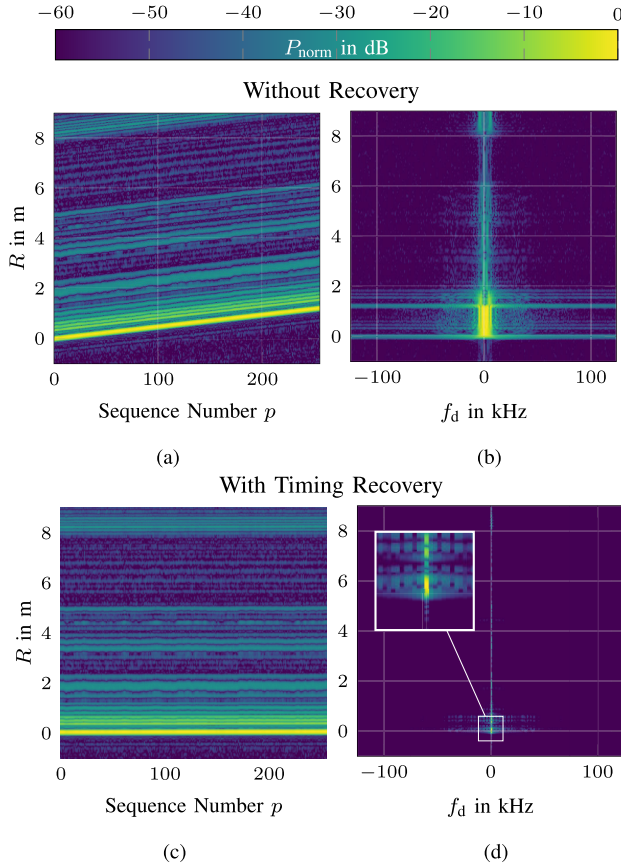 −60 −50 −40 −30 −20 −10 0
P_norm in dB
Without Recovery
8
6
4
2
0
R in m
0 100 200
Sequence Number p
(a)
8
6
4
2
0
−100 0 100
f_d in kHz
(b)
With Timing Recovery
8
6
4
2
0
R in m
0 100 200
Sequence Number p
(c)
8
6
4
2
0
−100 0 100
f_d in kHz
(d)